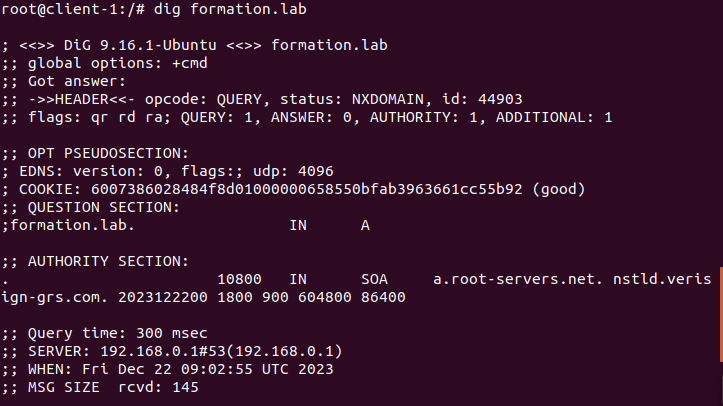 root@client-1:/# dig formation.lab

; <<>> DiG 9.16.1-Ubuntu <<>> formation.lab
;; global options: +cmd
;; Got answer:
;; ->>HEADER<<- opcode: QUERY, status: NXDOMAIN, id: 44903
;; flags: qr rd ra; QUERY: 1, ANSWER: 0, AUTHORITY: 1, ADDITIONAL: 1

;; OPT PSEUDOSECTION:
; EDNS: version: 0, flags:; udp: 4096
; COOKIE: 6007386028484f8d01000000658550bfab3963661cc55b92 (good)
;; QUESTION SECTION:
;formation.lab.			IN	A

;; AUTHORITY SECTION:
.			10800	IN	SOA	a.root-servers.net. nstld.veris
ign-grs.com. 2023122200 1800 900 604800 86400

;; Query time: 300 msec
;; SERVER: 192.168.0.1#53(192.168.0.1)
;; WHEN: Fri Dec 22 09:02:55 UTC 2023
;; MSG SIZE  rcvd: 145